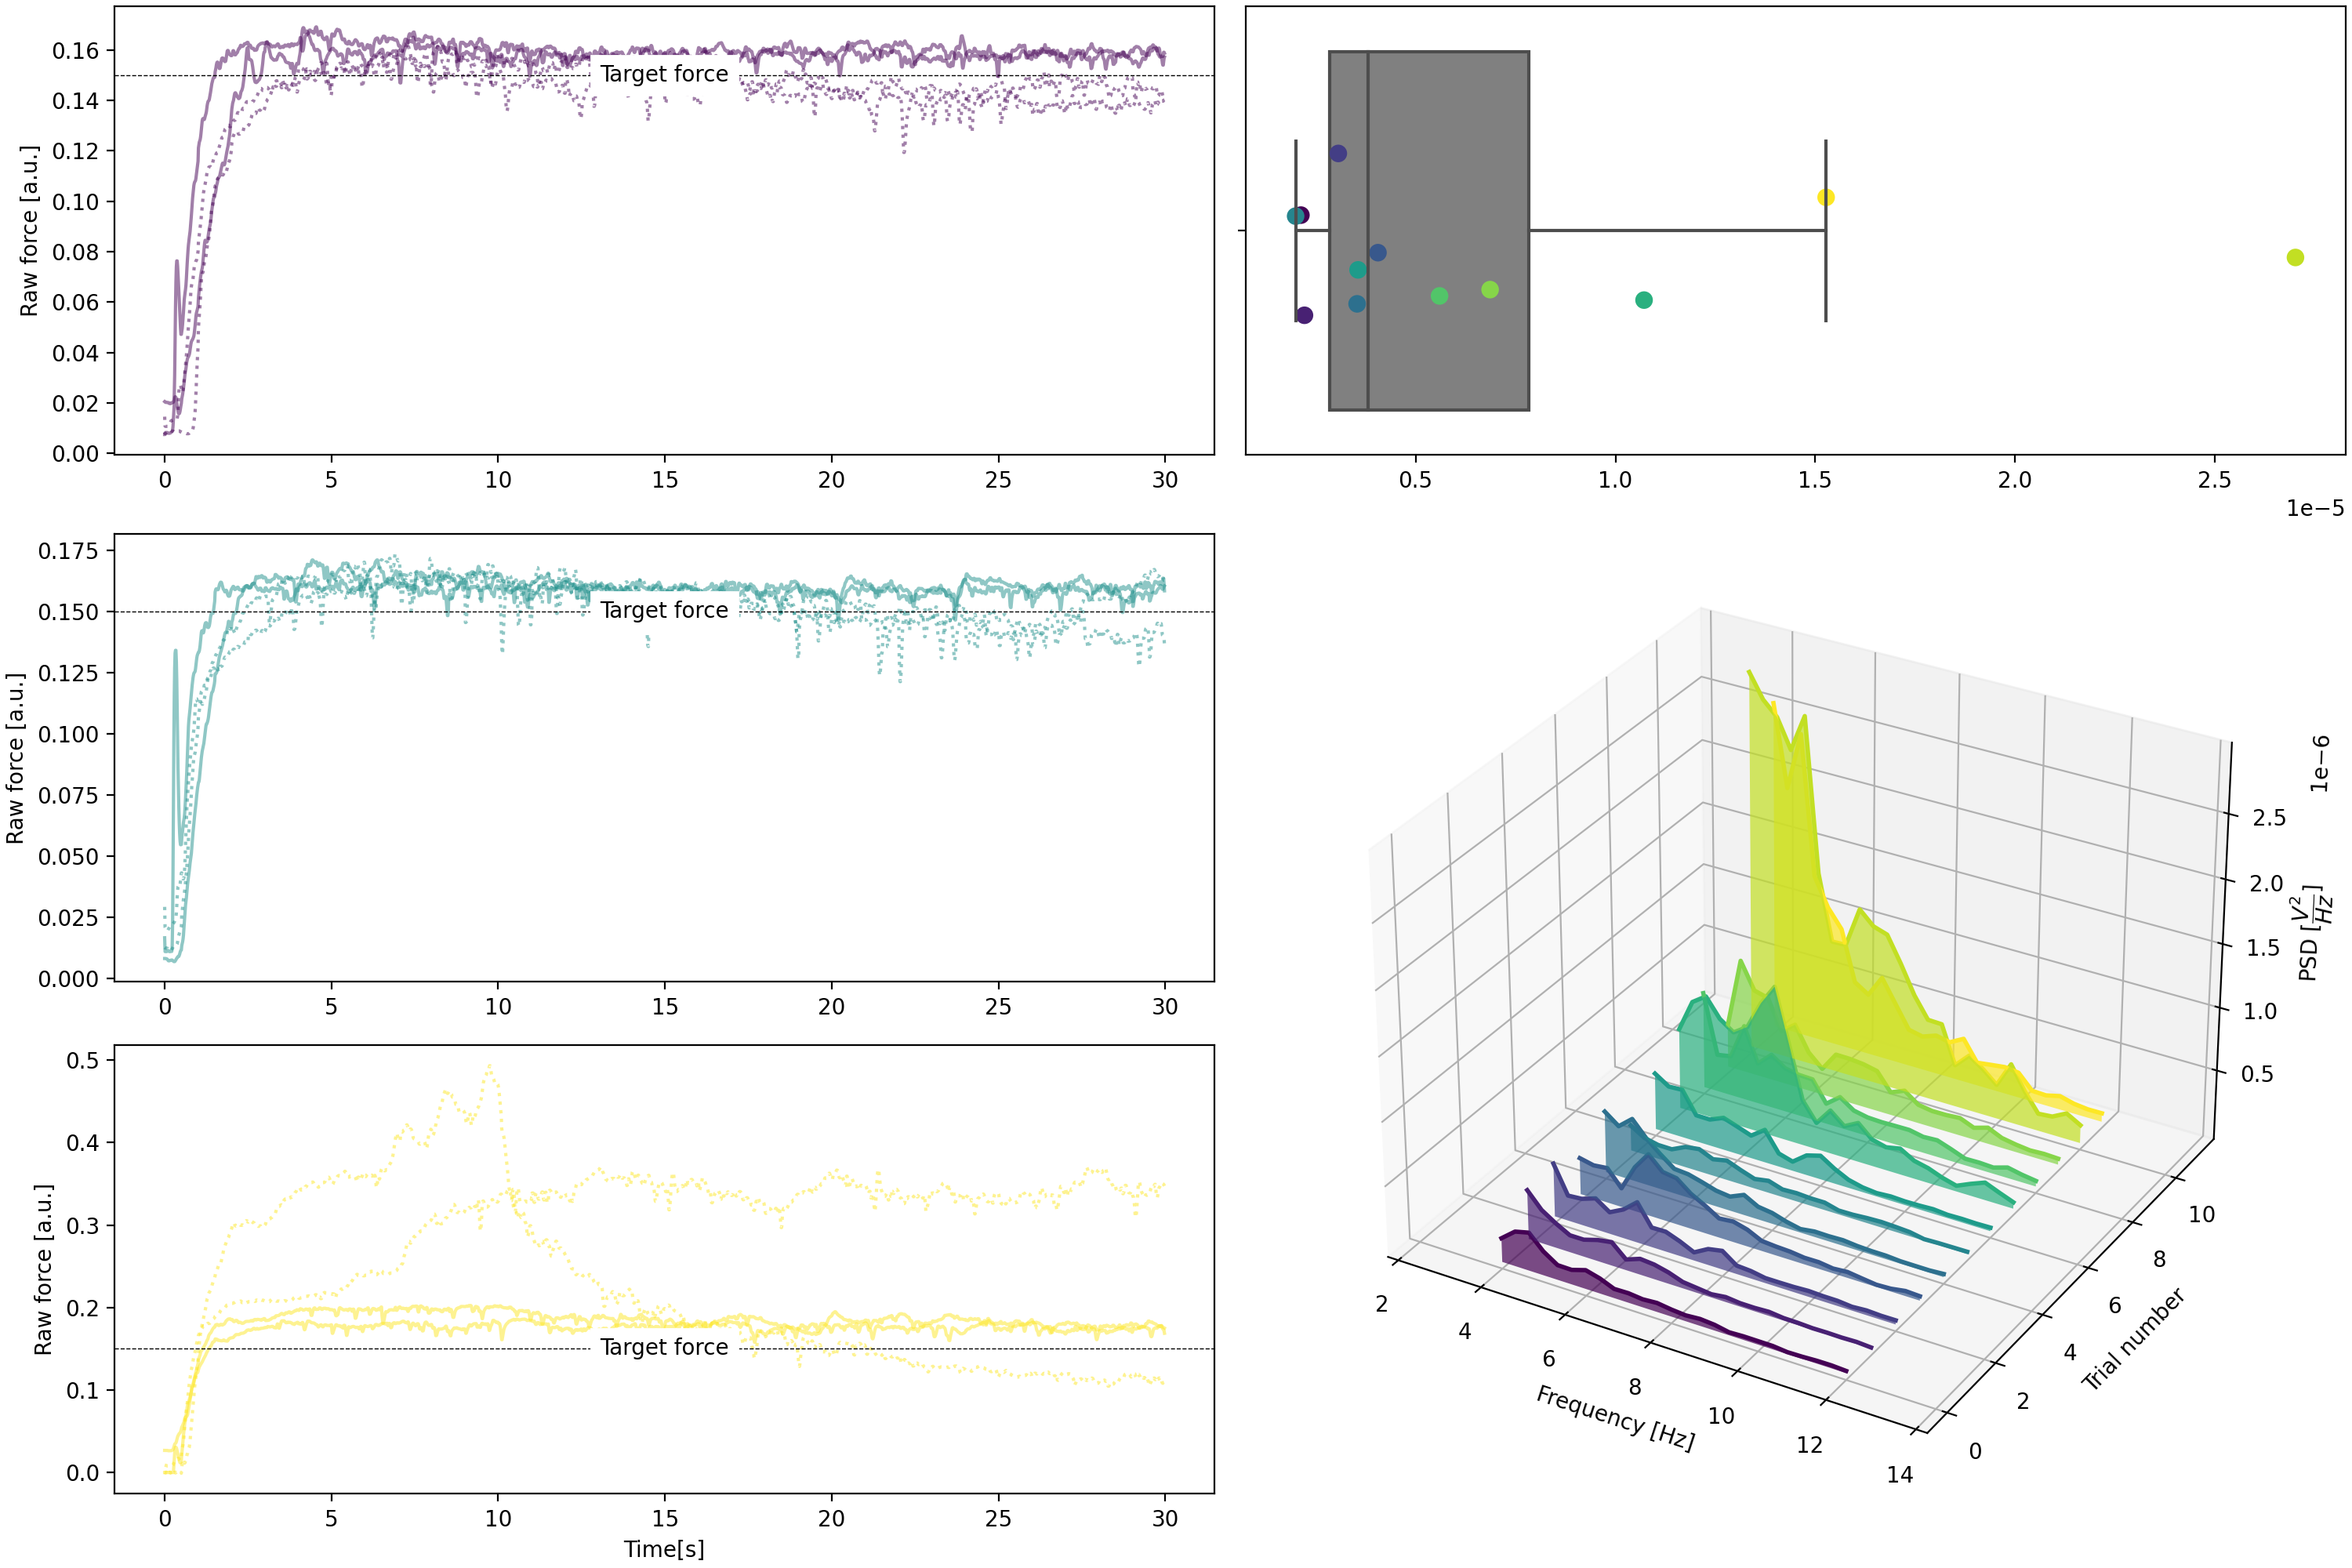 Raw force [a.u.]
0.16
0.14
0.12
0.10
0.08
0.06
0.04
0.02
0.00
Target force
0 5 10 15 20 25 30
0.5 1.0 1.5 2.0 2.5
1e−5
Raw force [a.u.]
0.175
0.150
0.125
0.100
0.075
0.050
0.025
0.000
Target force
0 5 10 15 20 25 30
Raw force [a.u.]
0.5
0.4
0.3
0.2
0.1
0.0
Target force
0 5 10 15 20 25 30
Time[s]
1e−6
2.5
2.0
1.5
1.0
0.5
PSD [V²/Hz]
10
8
6
4
2
0
Trial number
2
4
6
8
10
12
14
Frequency [Hz]